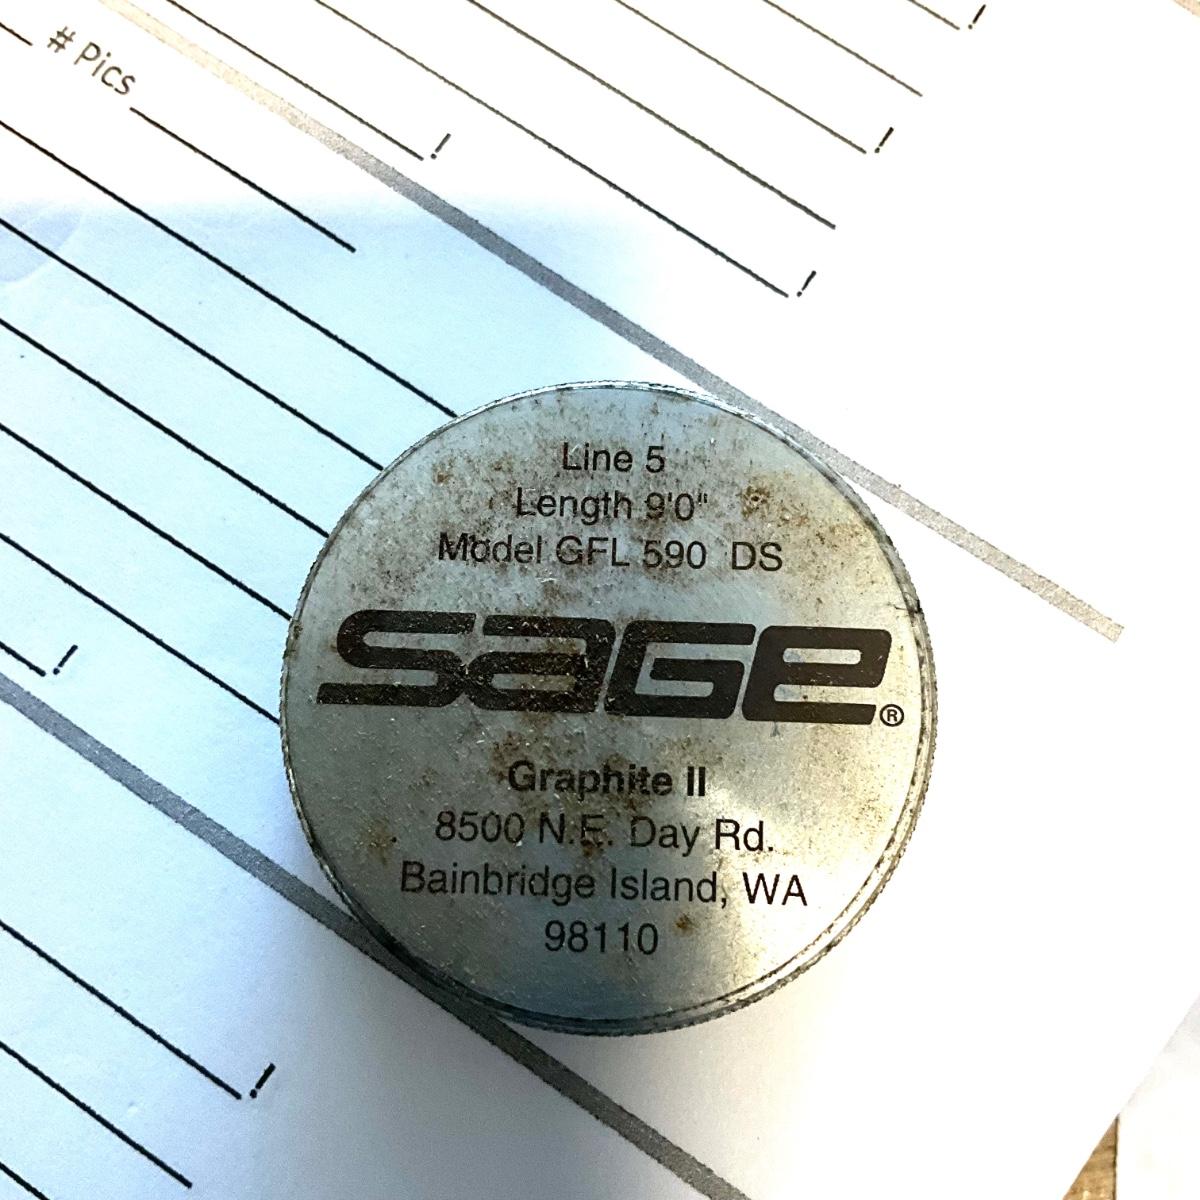 # Pics
Line 5
Length 9'0"
Model GFL 590 DS
SAGE®
Graphite II
8500 N.E. Day Rd.
Bainbridge Island, WA
98110